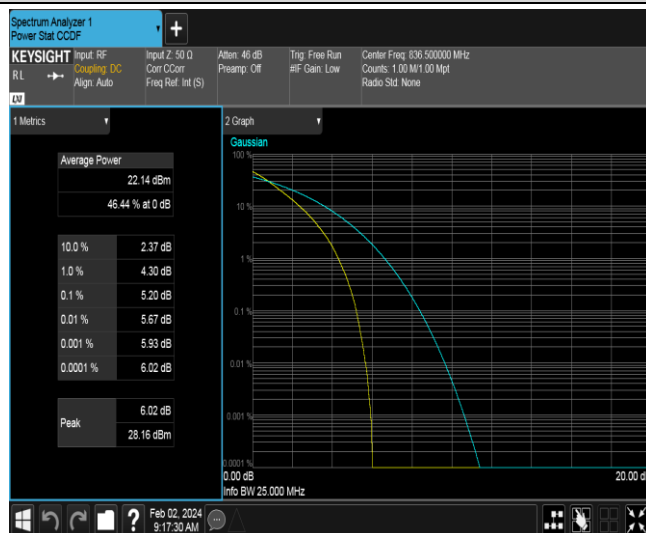 Spectrum Analyzer 1
Power Stat CCDF
KEYSIGHT
RL
LXI
Input: RF
Coupling: DC
Align: Auto
Input Z: 50 Ω
Corr CCorr
Freq Ref: Int (S)
Atten: 46 dB
Preamp: Off
Trig: Free Run
#IF Gain: Low
Center Freq: 836.500000 MHz
Counts: 1.00 M/1.00 Mpt
Radio Std: None
1 Metrics
Average Power
22.14 dBm
46.44 % at 0 dB
10.0 % 2.37 dB
1.0 % 4.30 dB
0.1 % 5.20 dB
0.01 % 5.67 dB
0.001 % 5.93 dB
0.0001 % 6.02 dB
Peak
6.02 dB
28.16 dBm
2 Graph
Gaussian
100 %
10 %
1 %
0.1 %
0.01 %
0.001 %
0.0001 %
0.00 dB 20.00 d
Info BW 25.000 MHz
?
Feb 02, 2024
9:17:30 AM